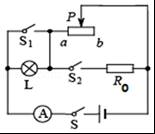 P
S₁ a b
L S₂ R₀
A S